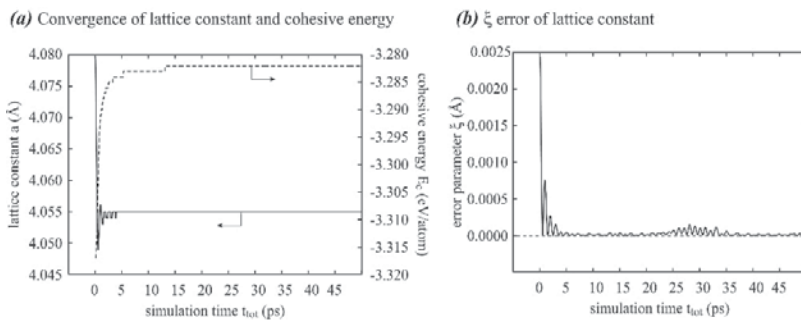 (a) Convergence of lattice constant and cohesive energy
4.080
4.075
4.070
4.065
4.060
4.055
4.050
4.045
lattice constant a (Å)
-3.280
-3.285
-3.290
-3.295
-3.300
-3.305
-3.310
-3.315
-3.320
cohesive energy Ec (eV/atom)
0 5 10 15 20 25 30 35 40 45
simulation time ttot (ps)
(b) ξ error of lattice constant
0.0025
0.0020
0.0015
0.0010
0.0005
0.0000
error parameter ξ (Å)
0 5 10 15 20 25 30 35 40 45
simulation time ttot (ps)